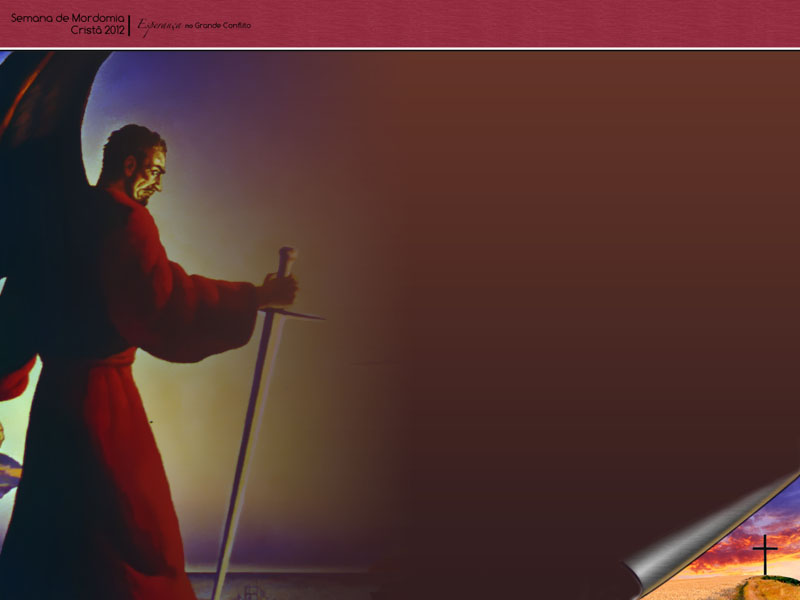 Semana de Mordomia
Cristã 2012
Esperança no Grande Conflito